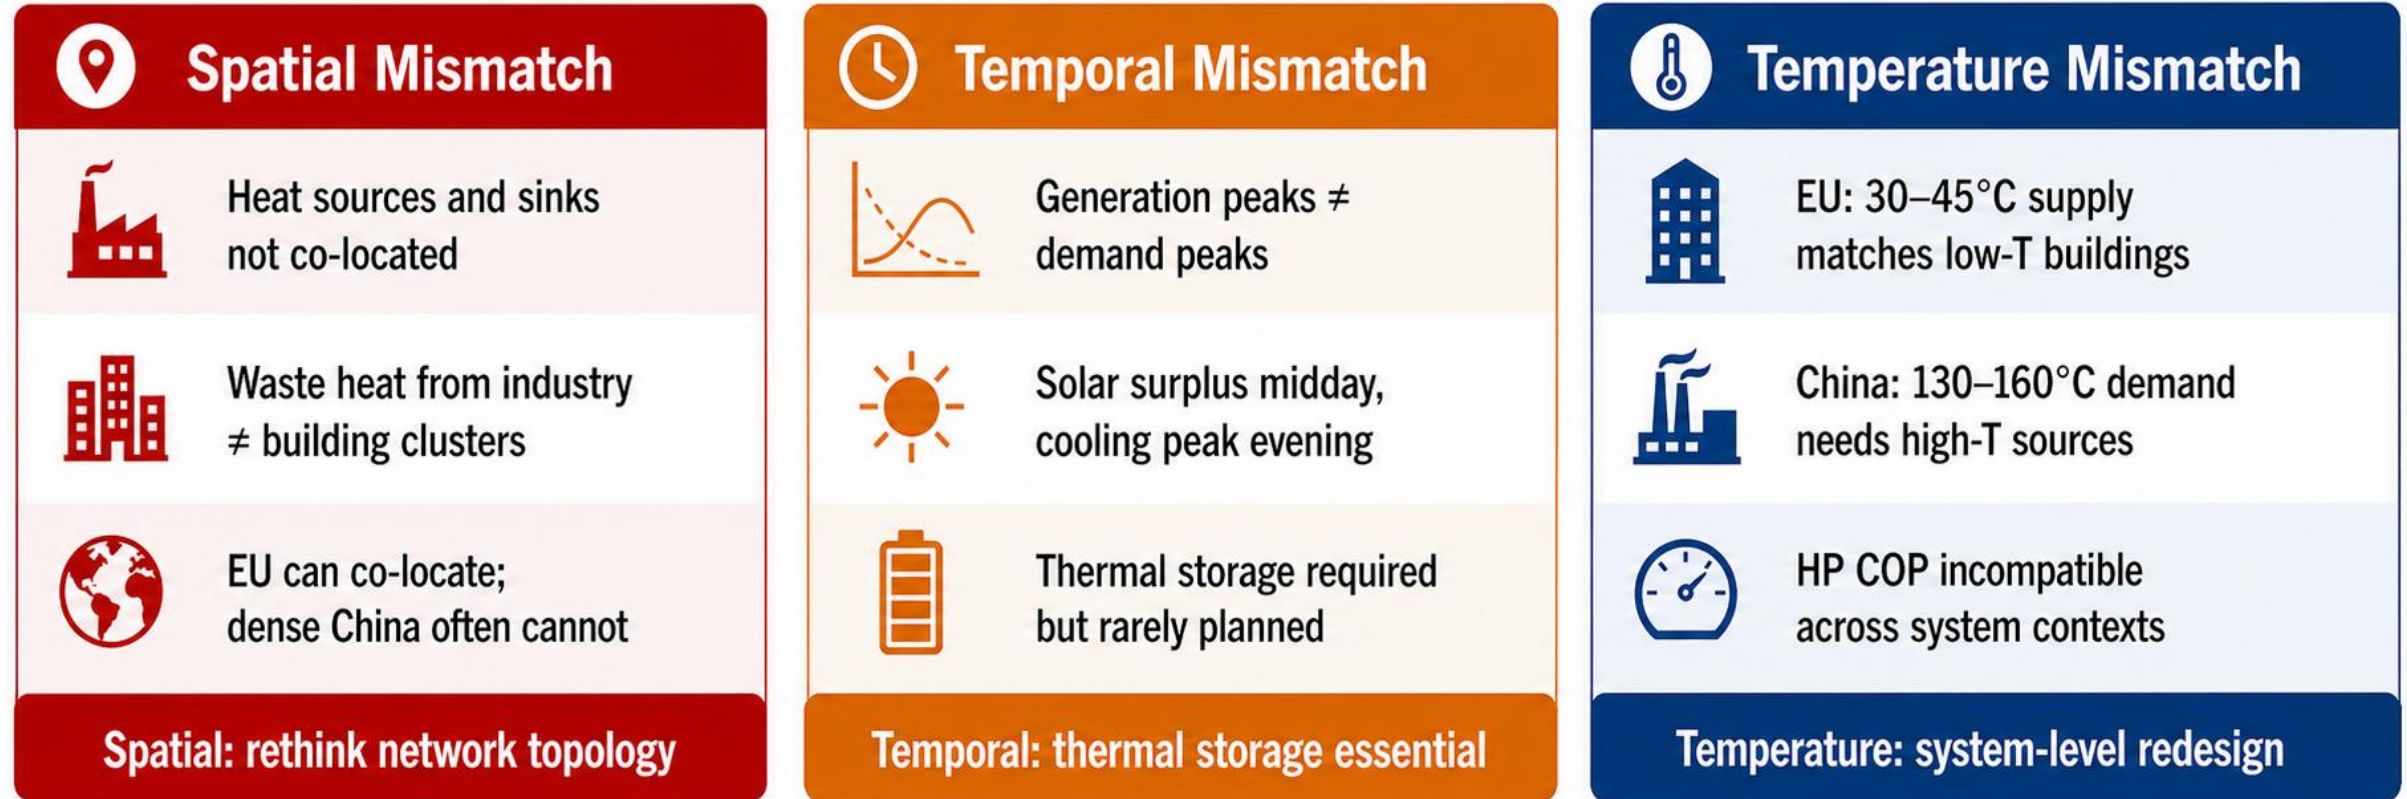 Spatial Mismatch
Heat sources and sinks
not co-located
Waste heat from industry
≠ building clusters
EU can co-locate;
dense China often cannot
Spatial: rethink network topology
Temporal Mismatch
Generation peaks ≠
demand peaks
Solar surplus midday,
cooling peak evening
Thermal storage required
but rarely planned
Temporal: thermal storage essential
Temperature Mismatch
EU: 30–45°C supply
matches low-T buildings
China: 130–160°C demand
needs high-T sources
HP COP incompatible
across system contexts
Temperature: system-level redesign